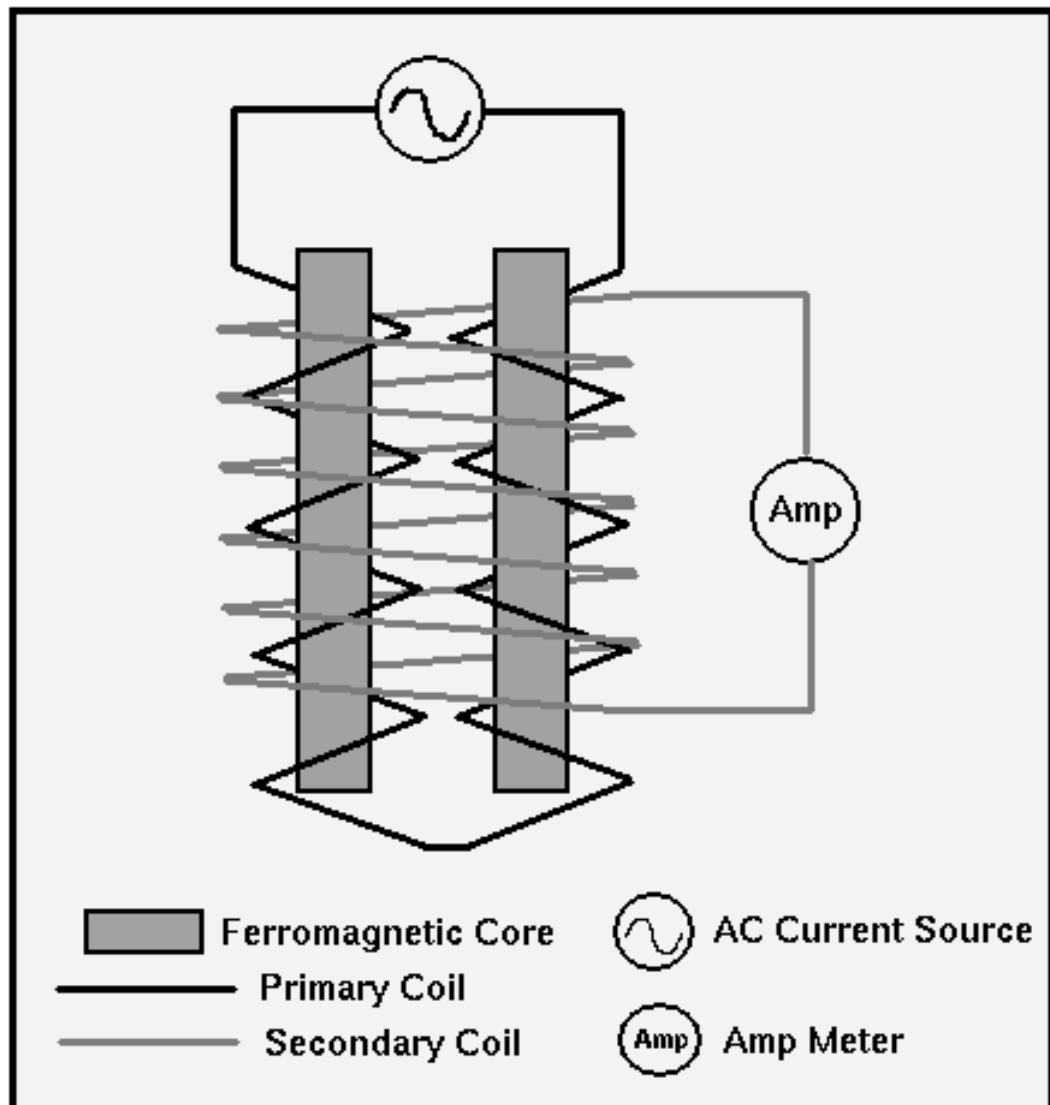 Amp
Ferromagnetic Core
AC Current Source
Primary Coil
Secondary Coil
Amp
Amp Meter